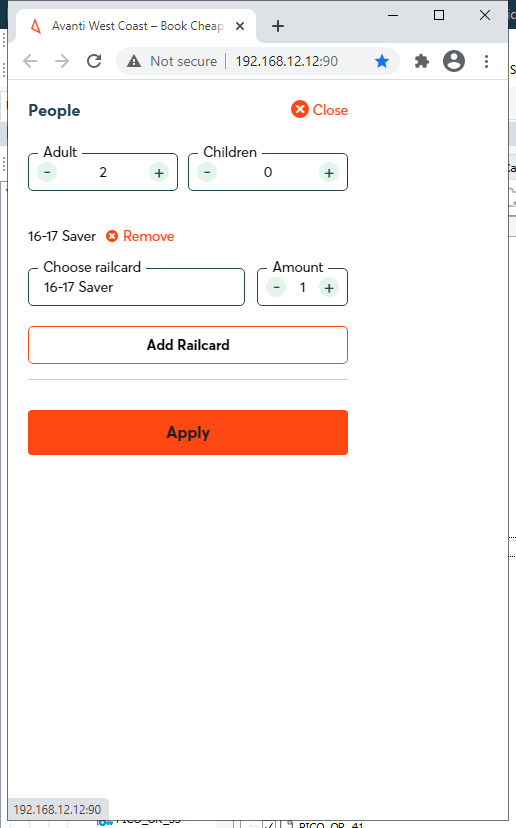 Avanti West Coast – Book Cheap
Not secure 192.168.12.12:90
People Close
Adult Children
- 2 + - 0 +
16-17 Saver Remove
Choose railcard Amount
16-17 Saver - 1 +
Add Railcard
Apply
192.168.12.12:90
PICO_OR_41